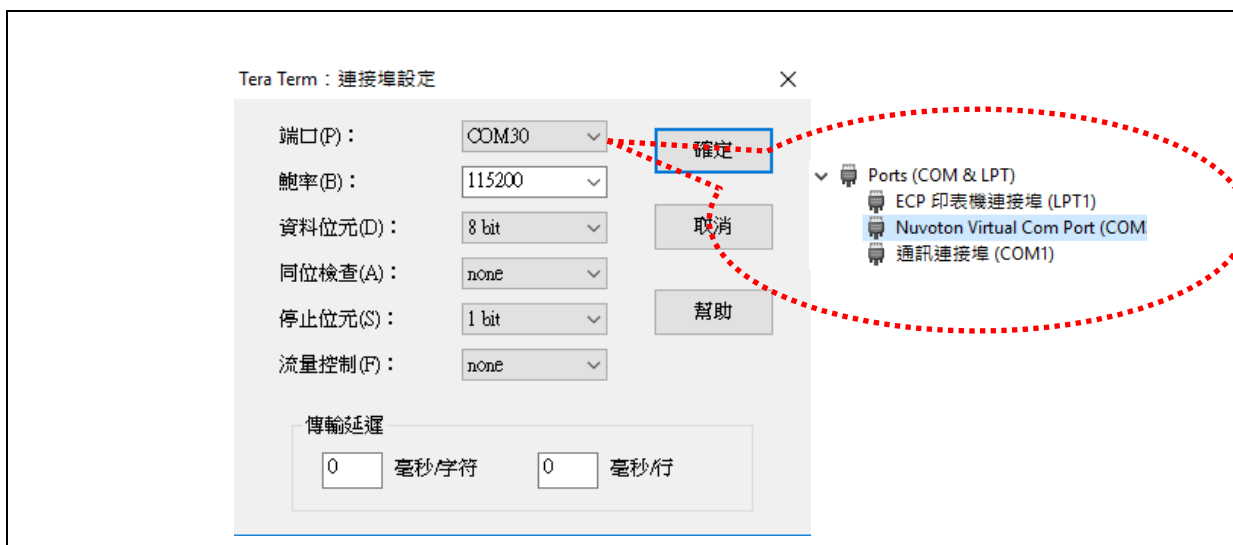 Tera Term：連接埠設定
端口(P)：
COM30
確定
鮑率(B)：
115200
資料位元(D)：
8 bit
取消
同位檢查(A)：
none
停止位元(S)：
1 bit
幫助
流量控制(F)：
none
傳輸延遲
0 毫秒/字符
0 毫秒/行
Ports (COM & LPT)
ECP 印表機連接埠 (LPT1)
Nuvoton Virtual Com Port (COM
通訊連接埠 (COM1)